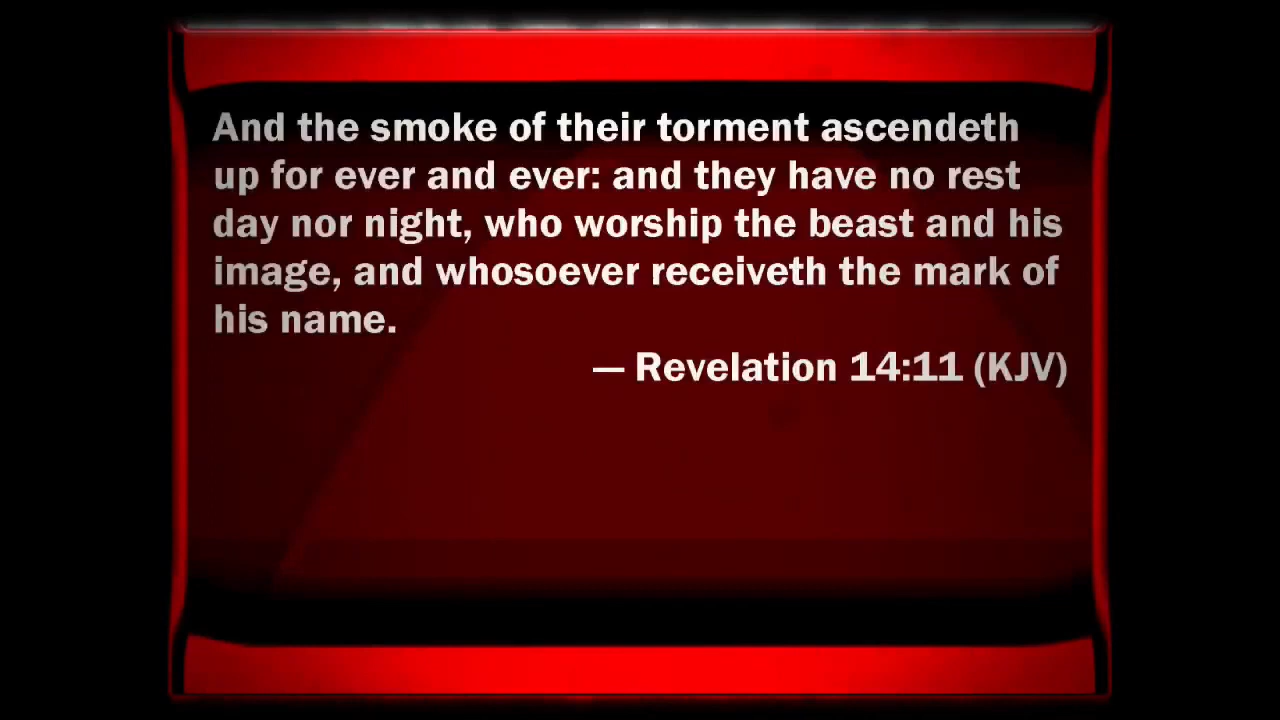 And the smoke of their torment ascendeth
up for ever and ever: and they have no rest
day nor night, who worship the beast and his
image, and whosoever receiveth the mark of
his name.
— Revelation 14:11 (KJV)